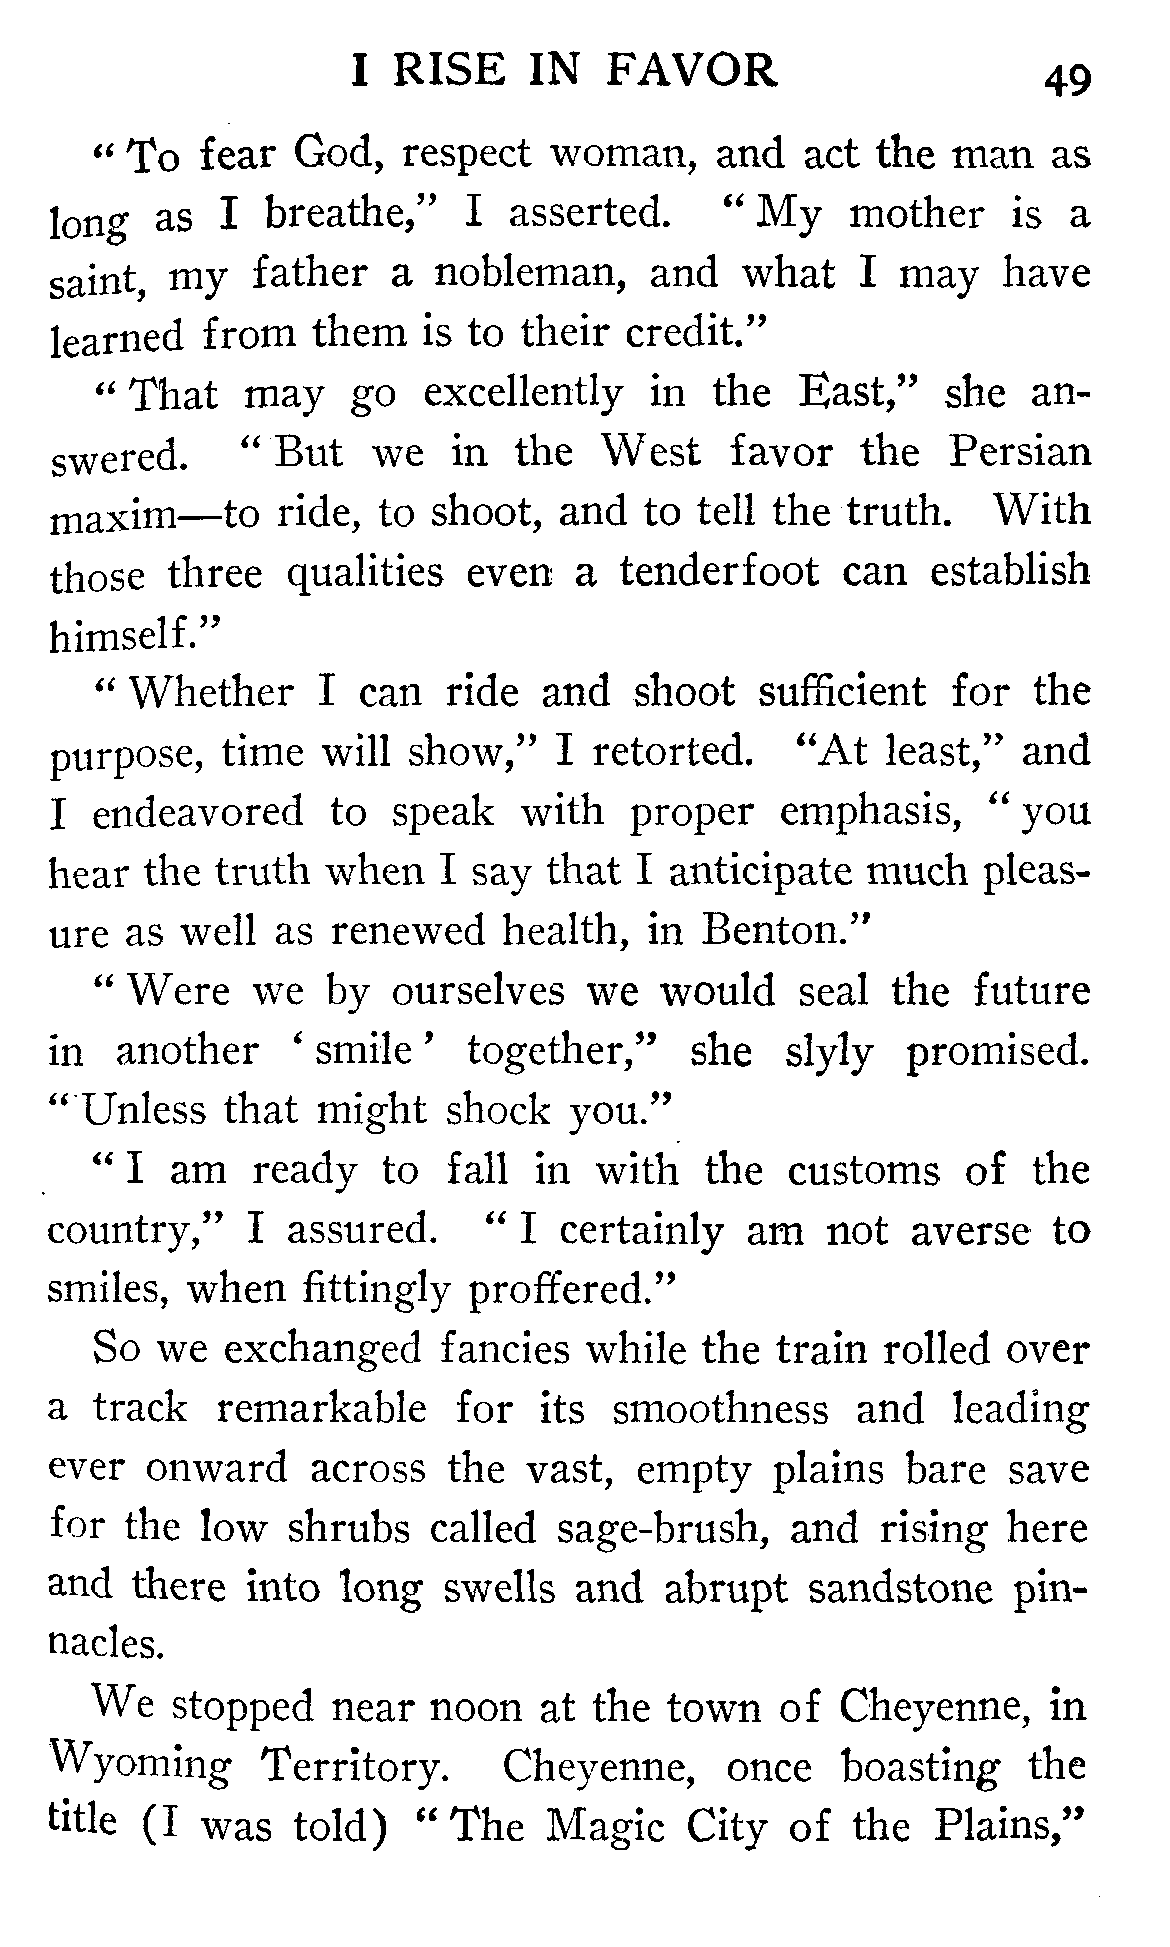 I RISE IN FAVOR 49
“ To fear God, respect woman, and act the man as
long as I breathe,” I asserted. “ My mother is a
saint, my father a nobleman, and what I may have
learned from them is to their credit.”
“ That may go excellently in the East,” she an-
swered. “ But we in the West favor the Persian
maxim—to ride, to shoot, and to tell the truth. With
those three qualities even a tenderfoot can establish
himself.”
“ Whether I can ride and shoot sufficient for the
purpose, time will show,” I retorted. “At least,” and
I endeavored to speak with proper emphasis, “ you
hear the truth when I say that I anticipate much pleas-
ure as well as renewed health, in Benton.”
“ Were we by ourselves we would seal the future
in another ‘ smile ’ together,” she slyly promised.
“ Unless that might shock you.”
“ I am ready to fall in with the customs of the
country,” I assured. “ I certainly am not averse to
smiles, when fittingly proffered.”
So we exchanged fancies while the train rolled over
a track remarkable for its smoothness and leading
ever onward across the vast, empty plains bare save
for the low shrubs called sage-brush, and rising here
and there into long swells and abrupt sandstone pin-
nacles.
We stopped near noon at the town of Cheyenne, in
Wyoming Territory. Cheyenne, once boasting the
title (I was told) “ The Magic City of the Plains,”